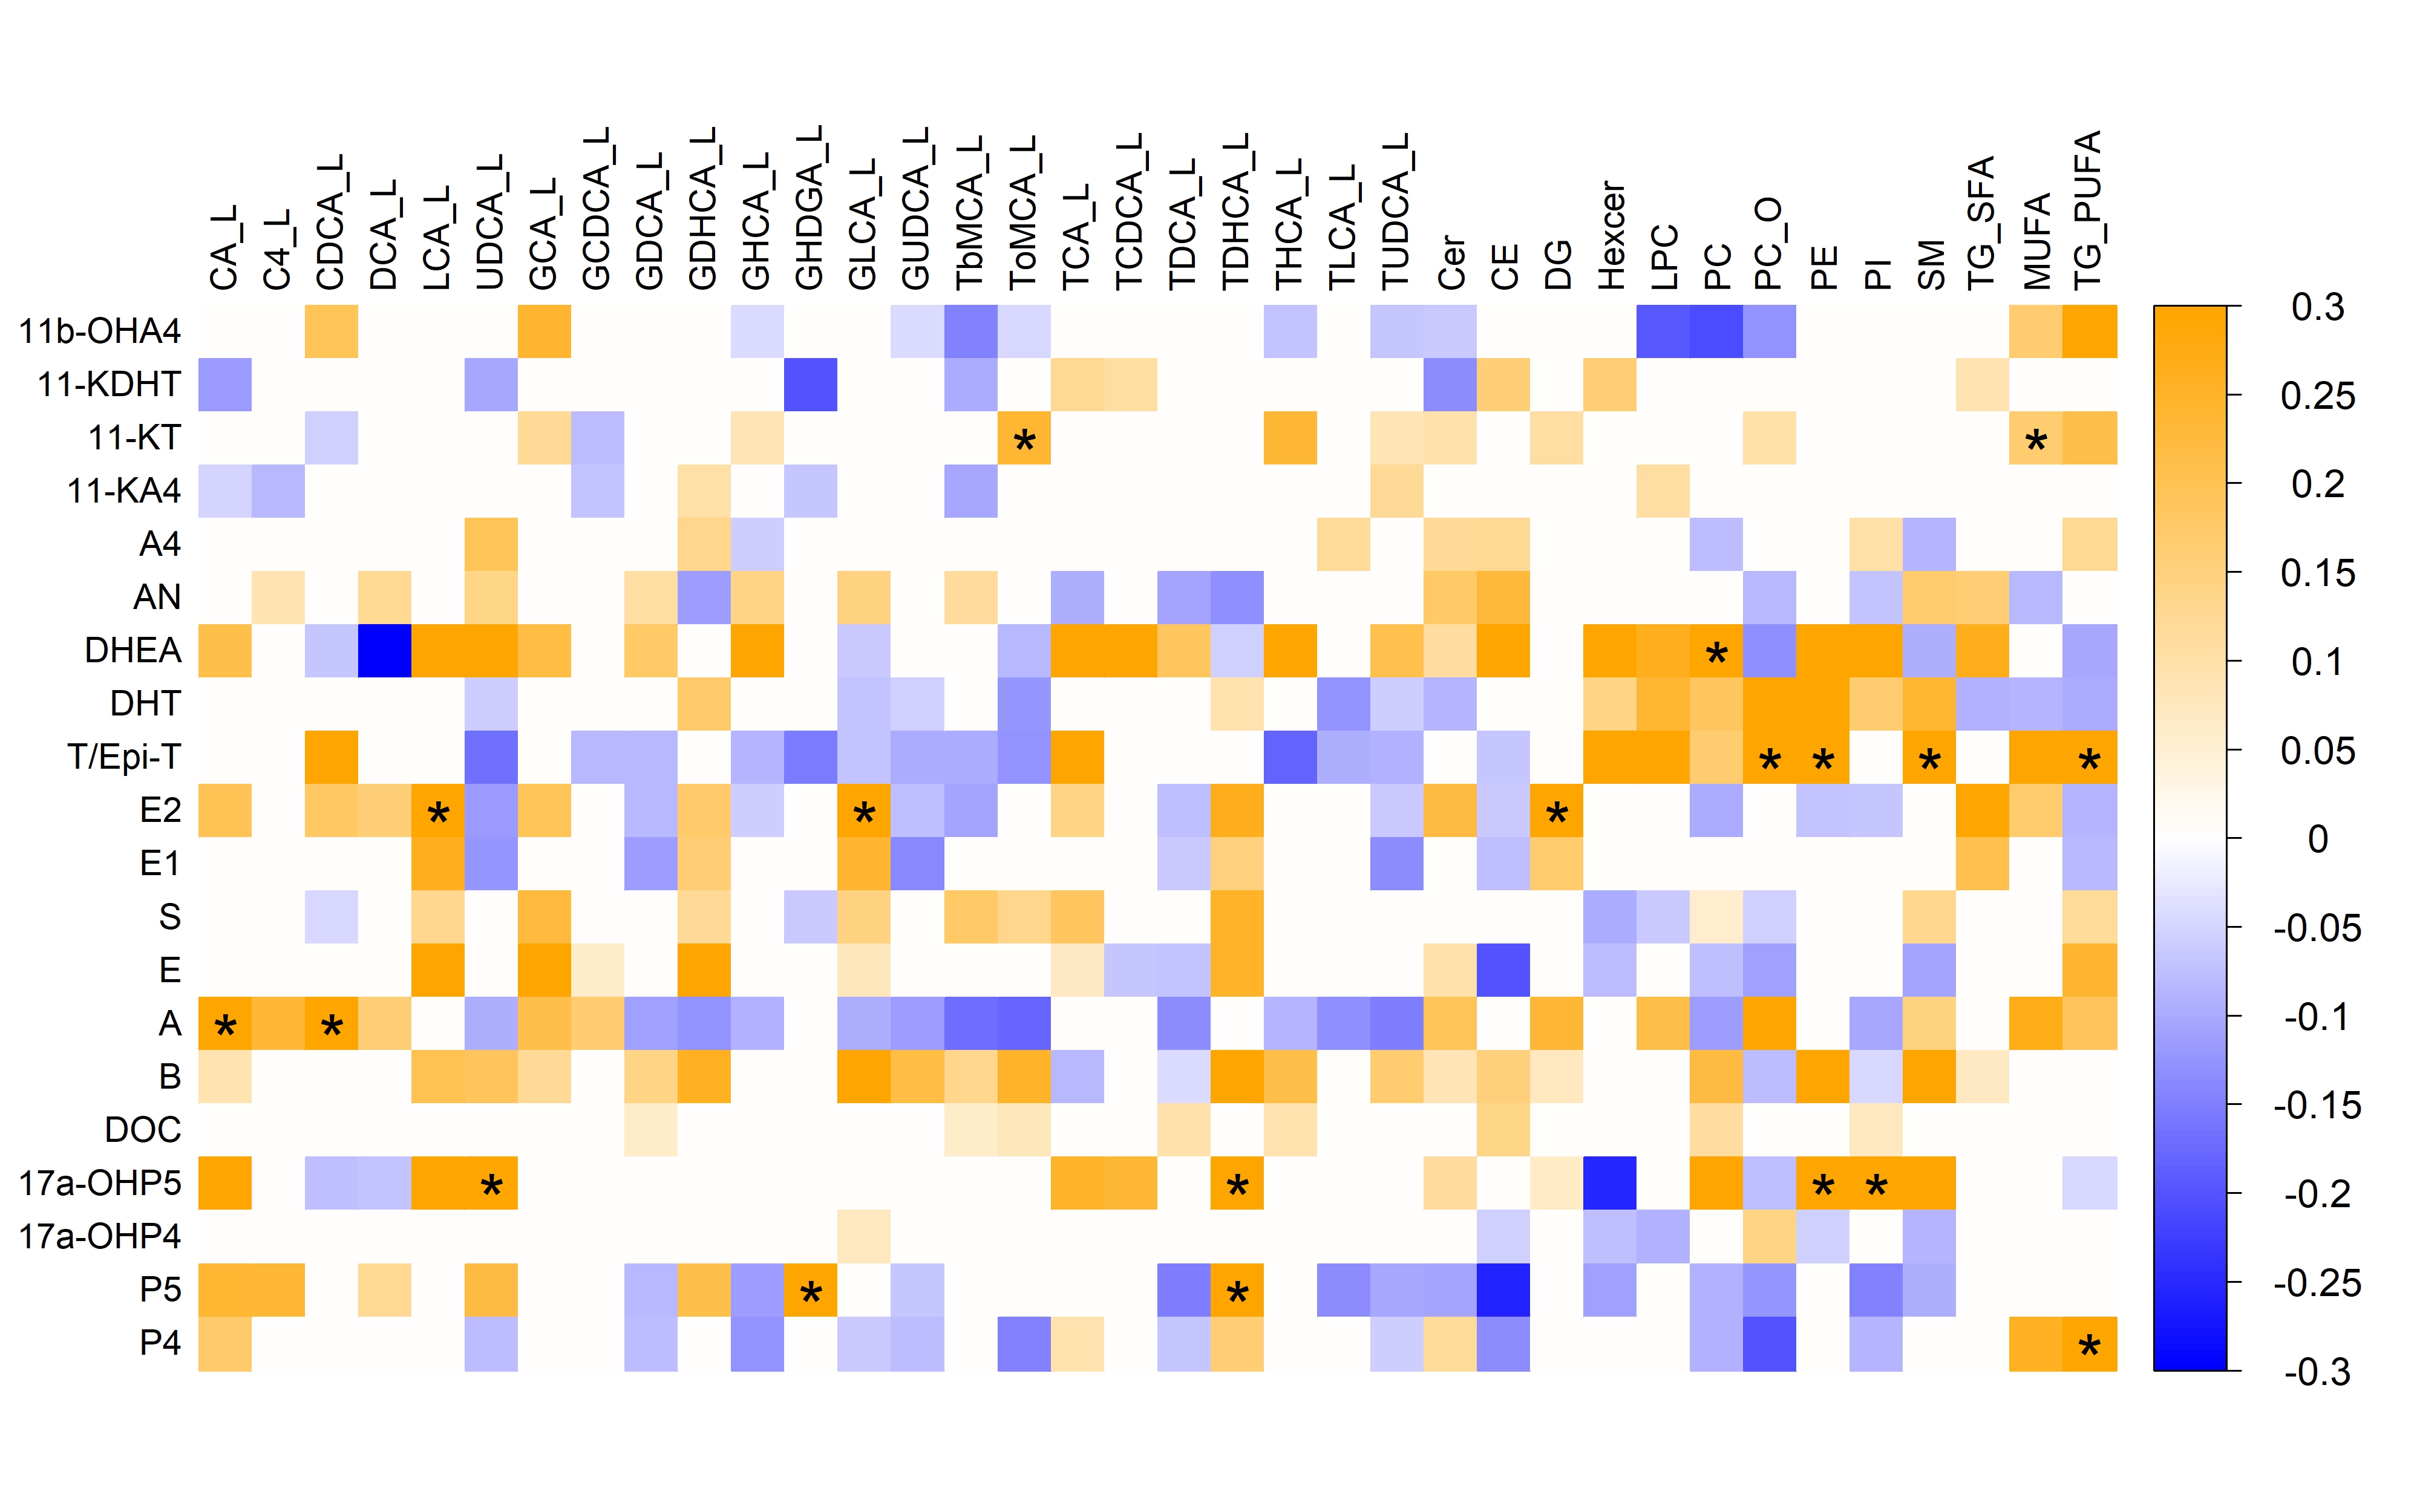 CA_L
C4_L
CDCA_L
DCA_L
LCA_L
UDCA_L
GCA_L
GCDCA_L
GDCA_L
GDHCA_L
GHCA_L
GHDGA_L
GLCA_L
GUDCA_L
TbMCA_L
ToMCA_L
TCA_L
TCDCA_L
TDCA_L
TDHCA_L
THCA_L
TLCA_L
TUDCA_L
Cer
CE
DG
Hexcer
LPC
PC
PC_O
PE
PI
SM
TG_SFA
MUFA
TG_PUFA
11b-OHA4
11-KDHT
11-KT * *
11-KA4
A4
AN
DHEA *
DHT
T/Epi-T * * * *
E2 * * *
E1
S
E
A * *
B
DOC
17a-OHP5 * * * *
17a-OHP4
P5 * *
P4 *
0.3
0.25
0.2
0.15
0.1
0.05
0
-0.05
-0.1
-0.15
-0.2
-0.25
-0.3